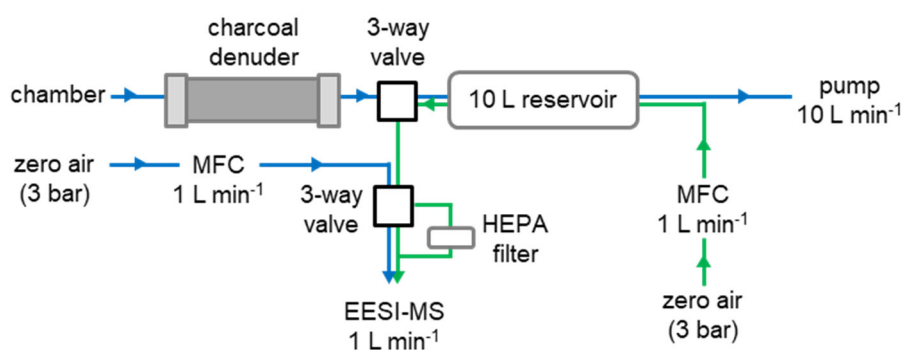 charcoal
denuder
3-way
valve
chamber
10 L reservoir
pump
10 L min⁻¹
zero air
(3 bar)
MFC
1 L min⁻¹
3-way
valve
HEPA
filter
MFC
1 L min⁻¹
EESI-MS
1 L min⁻¹
zero air
(3 bar)